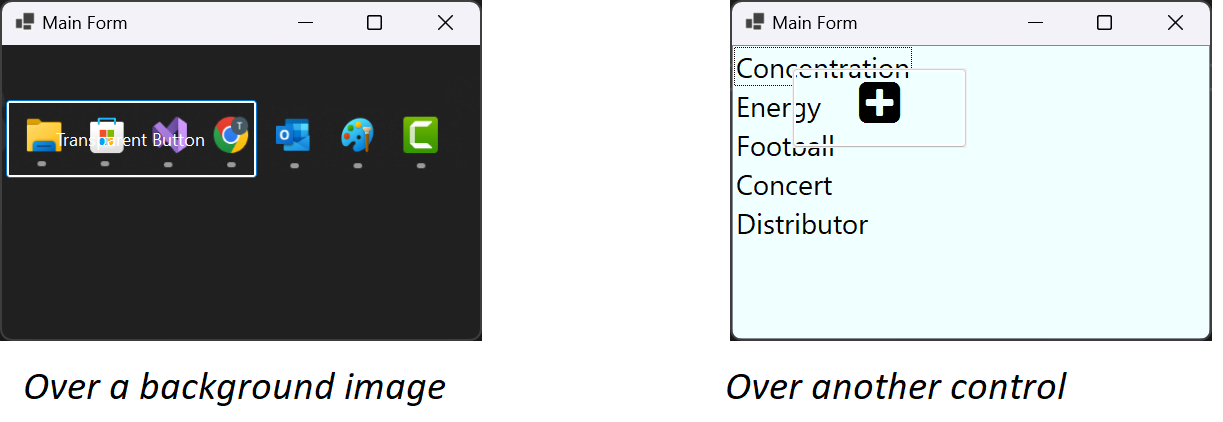 Main Form
Transparent Button
T
Over a background image
Main Form
Concentration
Energy
Football
Concert
Distributor
Over another control